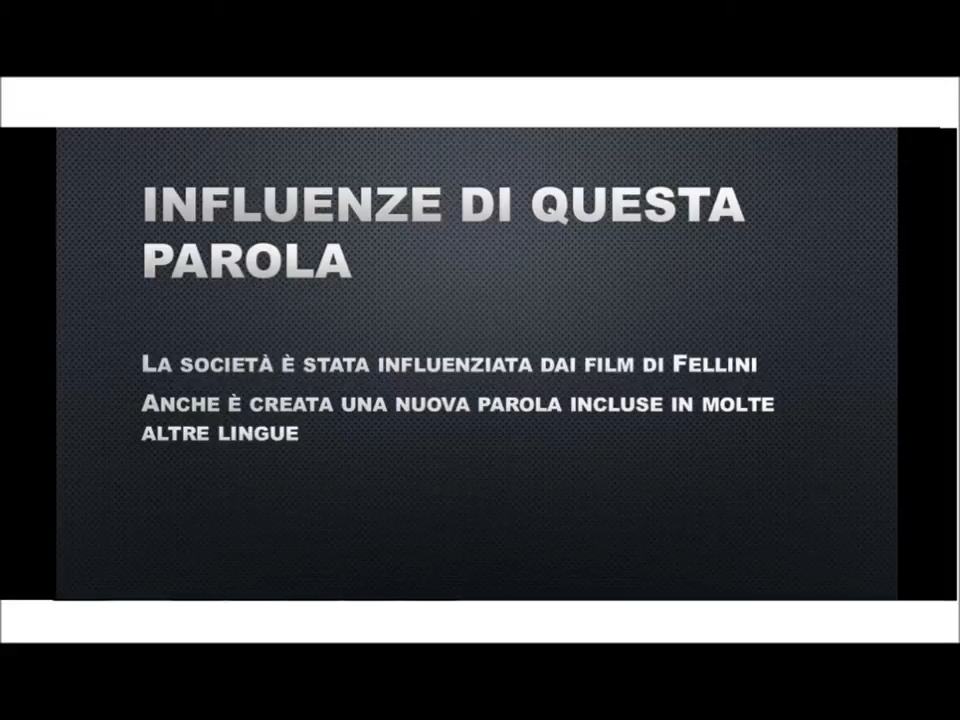 INFLUENZE DI QUESTA
PAROLA
LA SOCIETÀ È STATA INFLUENZIATA DAI FILM DI FELLINI
ANCHE È CREATA UNA NUOVA PAROLA INCLUSE IN MOLTE
ALTRE LINGUE